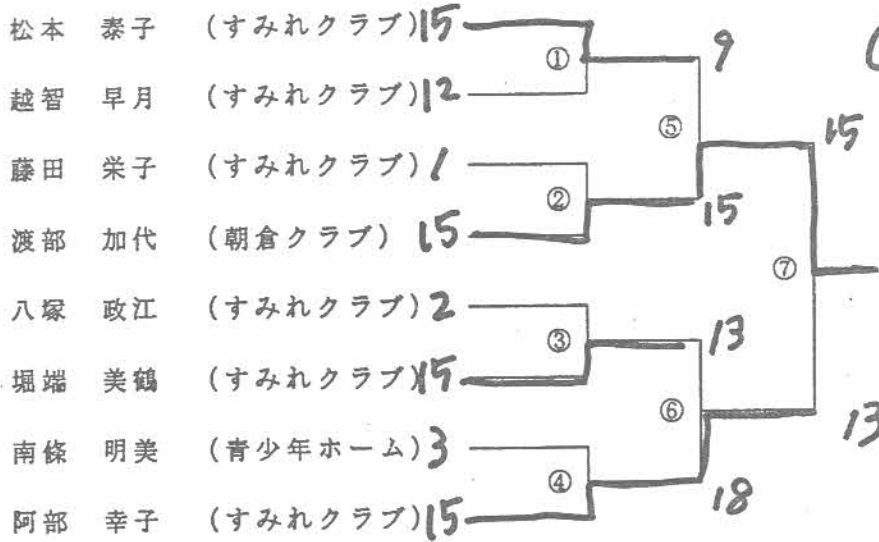 松本 泰子 (すみれクラブ) 15
① 9
越智 早月 (すみれクラブ) 12
⑤ 15
藤田 栄子 (すみれクラブ) 1
② 15
渡部 加代 (朝倉クラブ) 15
⑦
八塚 政江 (すみれクラブ) 2
③ 13
堀端 美鶴 (すみれクラブ) 15
⑥ 13
南條 明美 (青少年ホーム) 3
④ 18
阿部 幸子 (すみれクラブ) 15